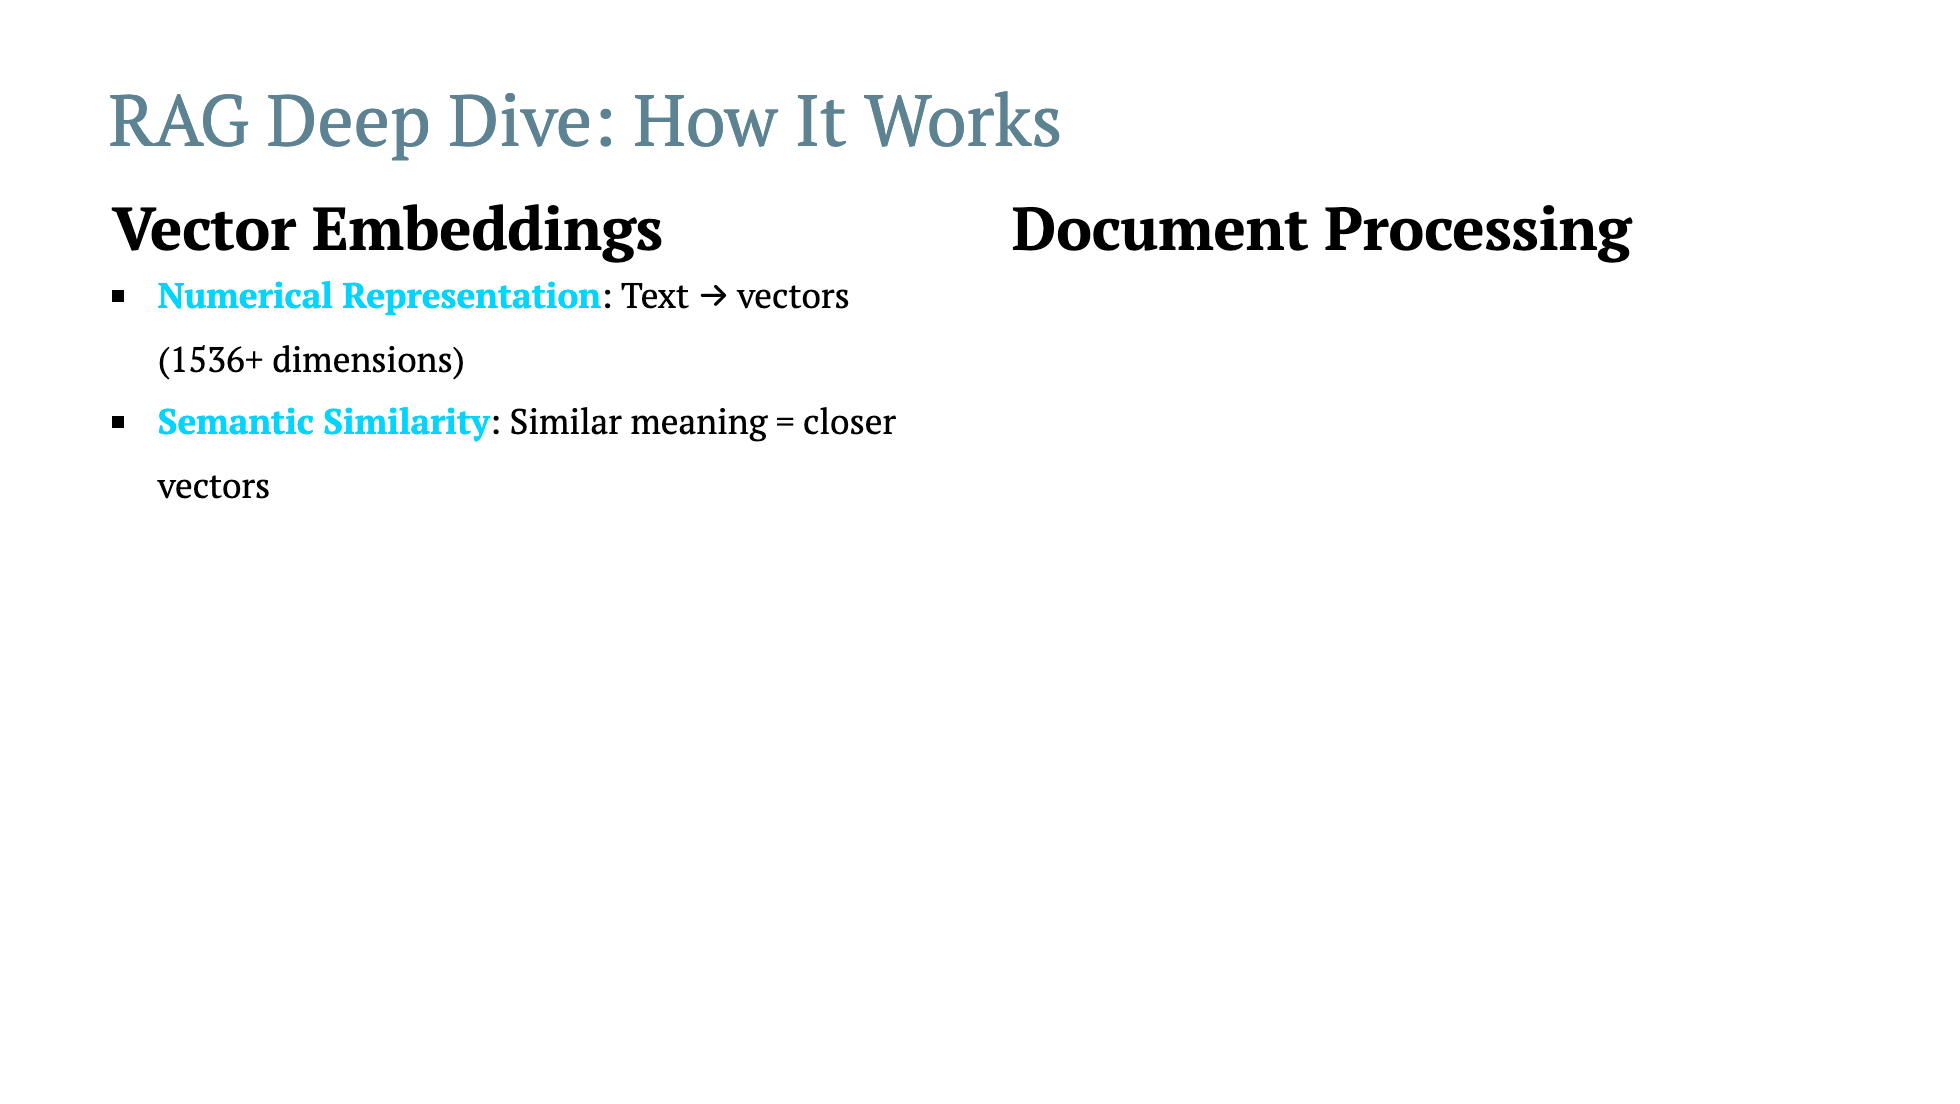 RAG Deep Dive: How It Works
Vector Embeddings
▪ Numerical Representation: Text → vectors
(1536+ dimensions)
▪ Semantic Similarity: Similar meaning = closer
vectors
Document Processing